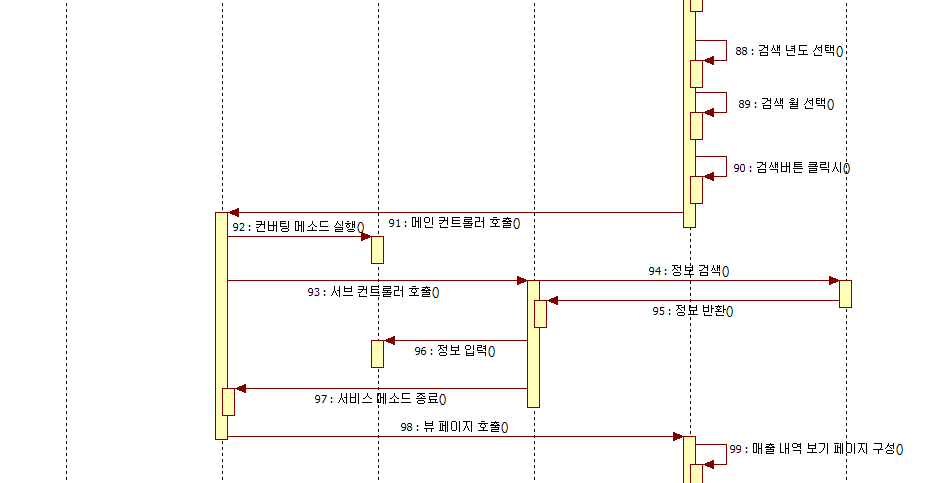 88 : 검색 년도 선택()
89 : 검색 월 선택()
90 : 검색버튼 클릭시()
91 : 메인 컨트롤러 호출()
92 : 컨버팅 메소드 실행()
94 : 정보 검색()
93 : 서브 컨트롤러 호출()
95 : 정보 반환()
96 : 정보 입력()
97 : 서비스 메소드 종료()
98 : 뷰 페이지 호출()
99 : 매출 내역 보기 페이지 구성()